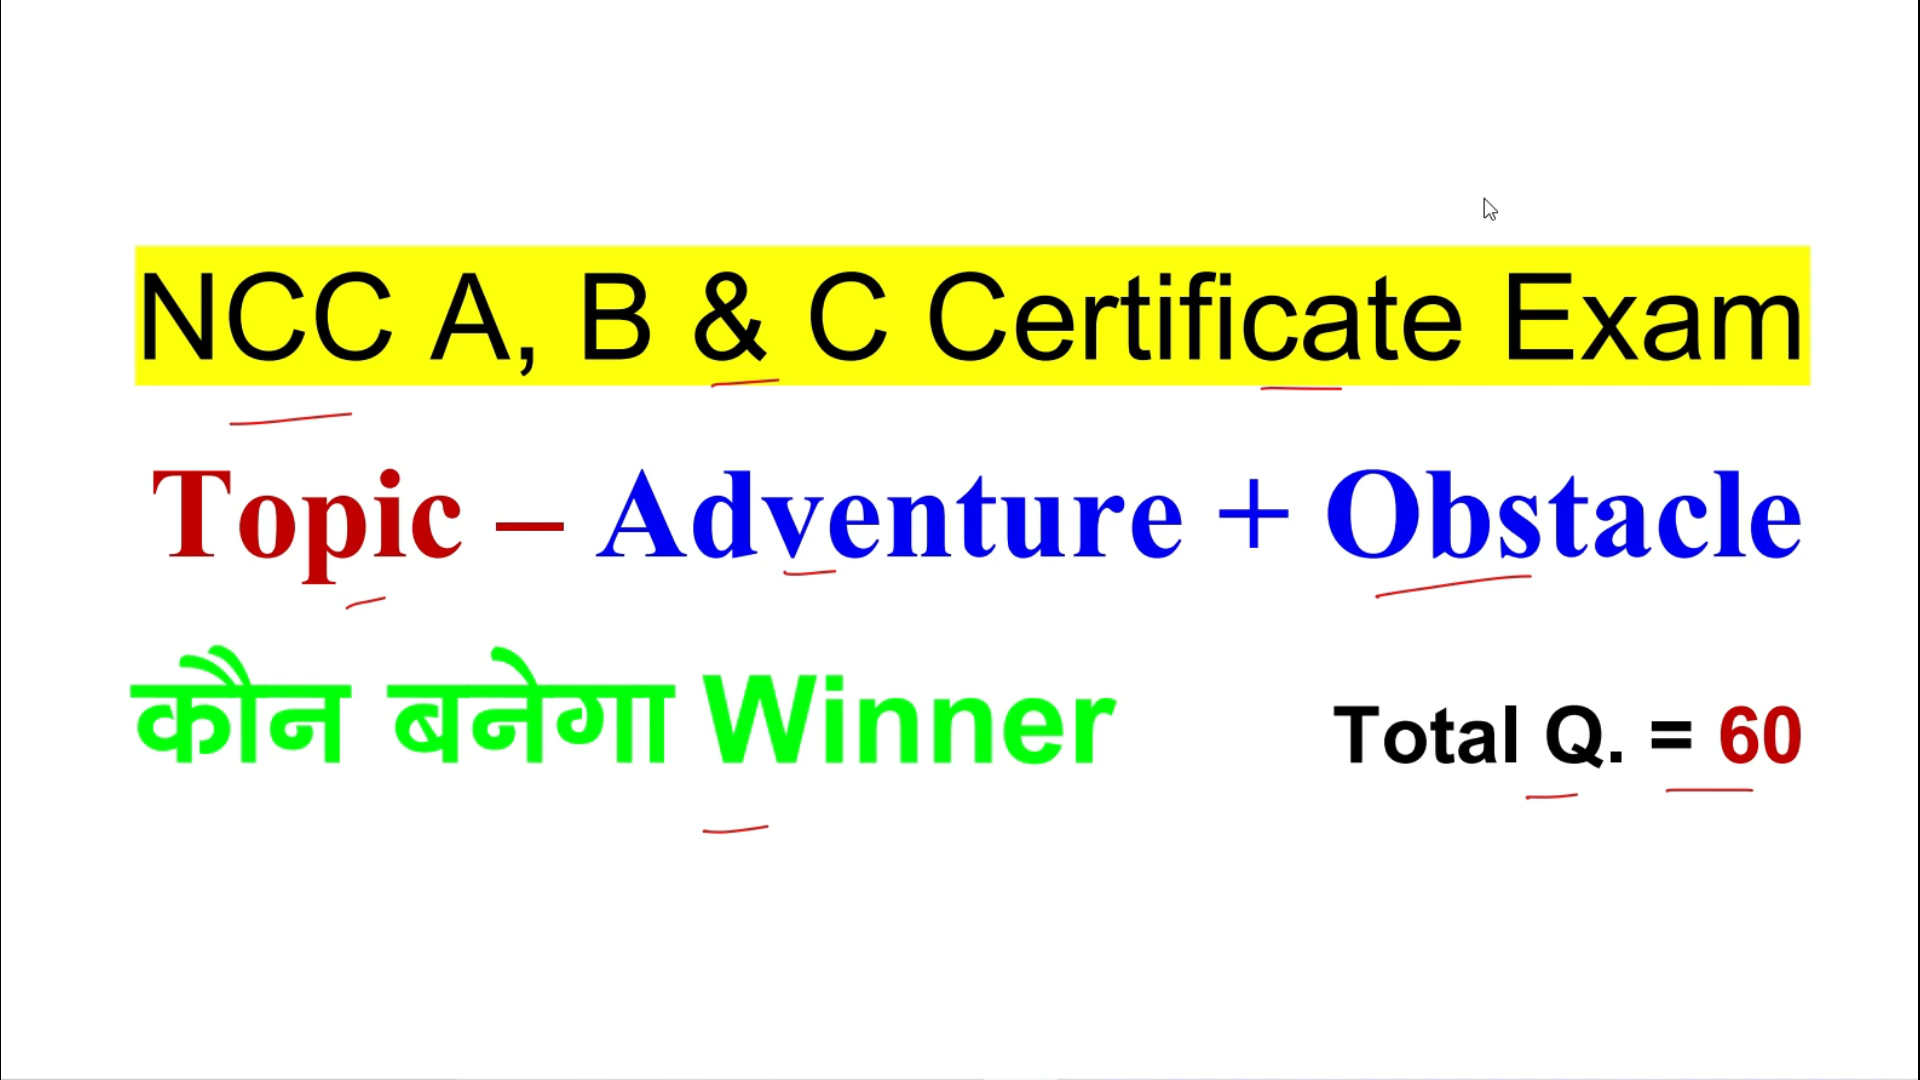 NCC A, B & C Certificate Exam
Topic – Adventure + Obstacle
कौन बनेगा Winner
Total Q. = 60